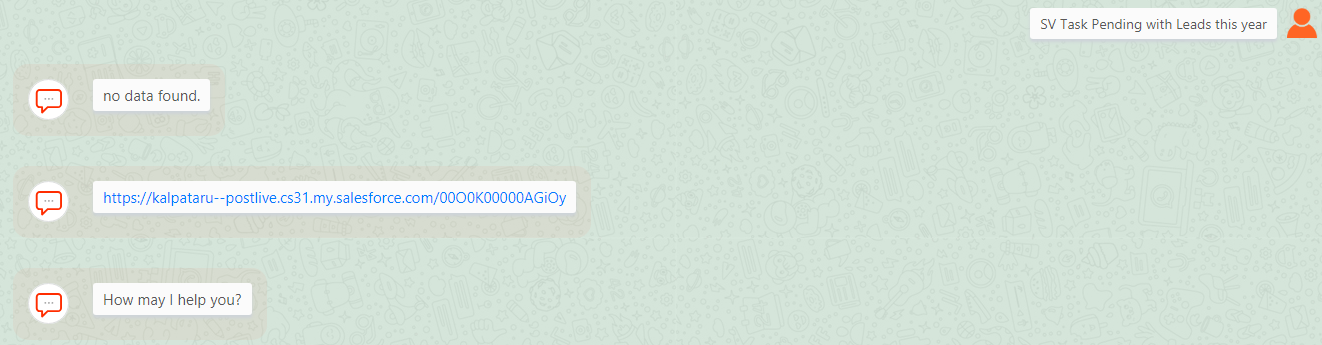 SV Task Pending with Leads this year
no data found.
https://kalpataru--postlive.cs31.my.salesforce.com/00O0K00000AGiOy
How may I help you?